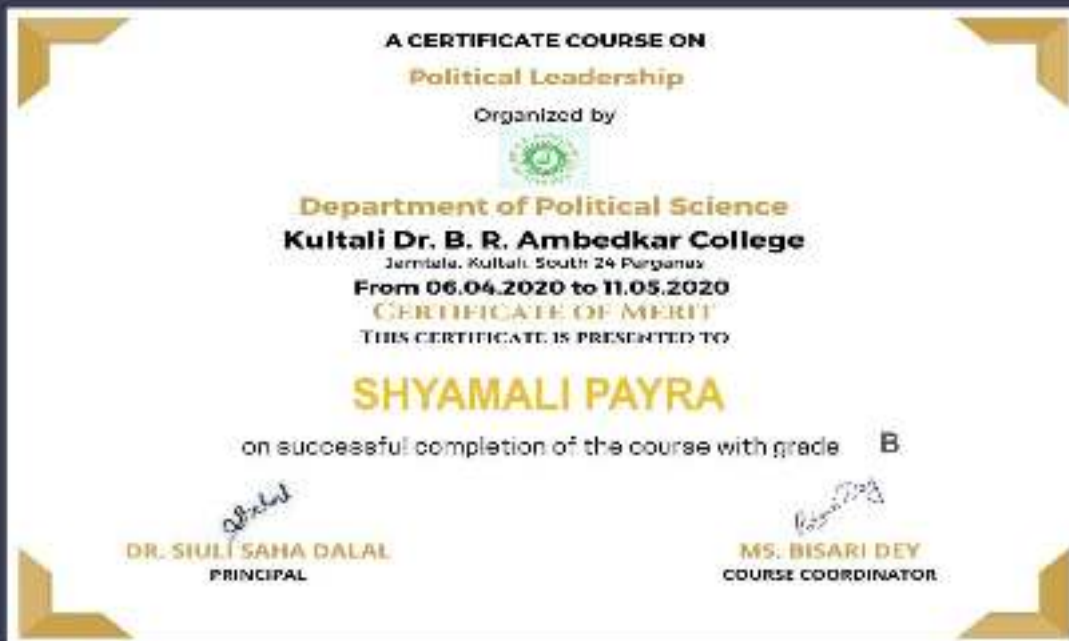 A CERTIFICATE COURSE ON
Political Leadership
Organized by
Department of Political Science
Kultali Dr. B. R. Ambedkar College
Jamtala, Kultali, South 24 Parganas
From 06.04.2020 to 11.05.2020
CERTIFICATE OF MERIT
THIS CERTIFICATE IS PRESENTED TO
SHYAMALI PAYRA
on successful completion of the course with grade B
DR. SIULI SAHA DALAL
PRINCIPAL
MS. BISARI DEY
COURSE COORDINATOR